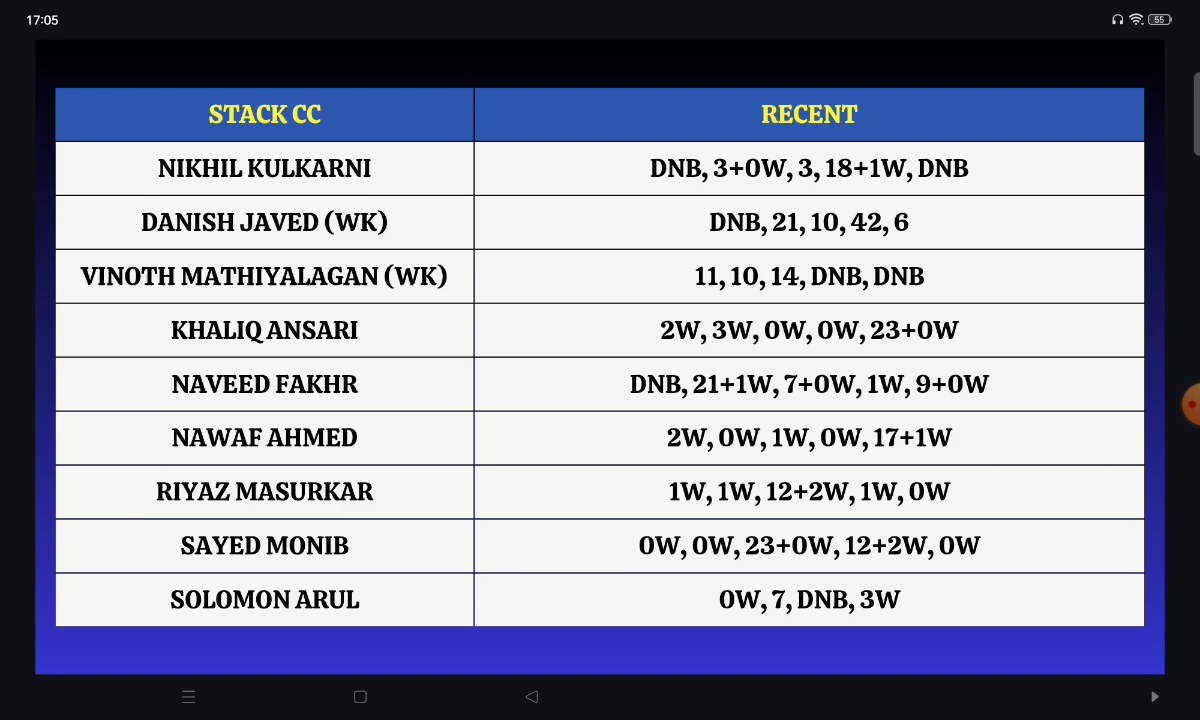 17:05
55
STACK CC RECENT
NIKHIL KULKARNI DNB, 3+0W, 3, 18+1W, DNB
DANISH JAVED (WK) DNB, 21, 10, 42, 6
VINOTH MATHIYALAGAN (WK) 11, 10, 14, DNB, DNB
KHALIQ ANSARI 2W, 3W, 0W, 0W, 23+0W
NAVEED FAKHR DNB, 21+1W, 7+0W, 1W, 9+0W
NAWAF AHMED 2W, 0W, 1W, 0W, 17+1W
RIYAZ MASURKAR 1W, 1W, 12+2W, 1W, 0W
SAYED MONIB 0W, 0W, 23+0W, 12+2W, 0W
SOLOMON ARUL 0W, 7, DNB, 3W